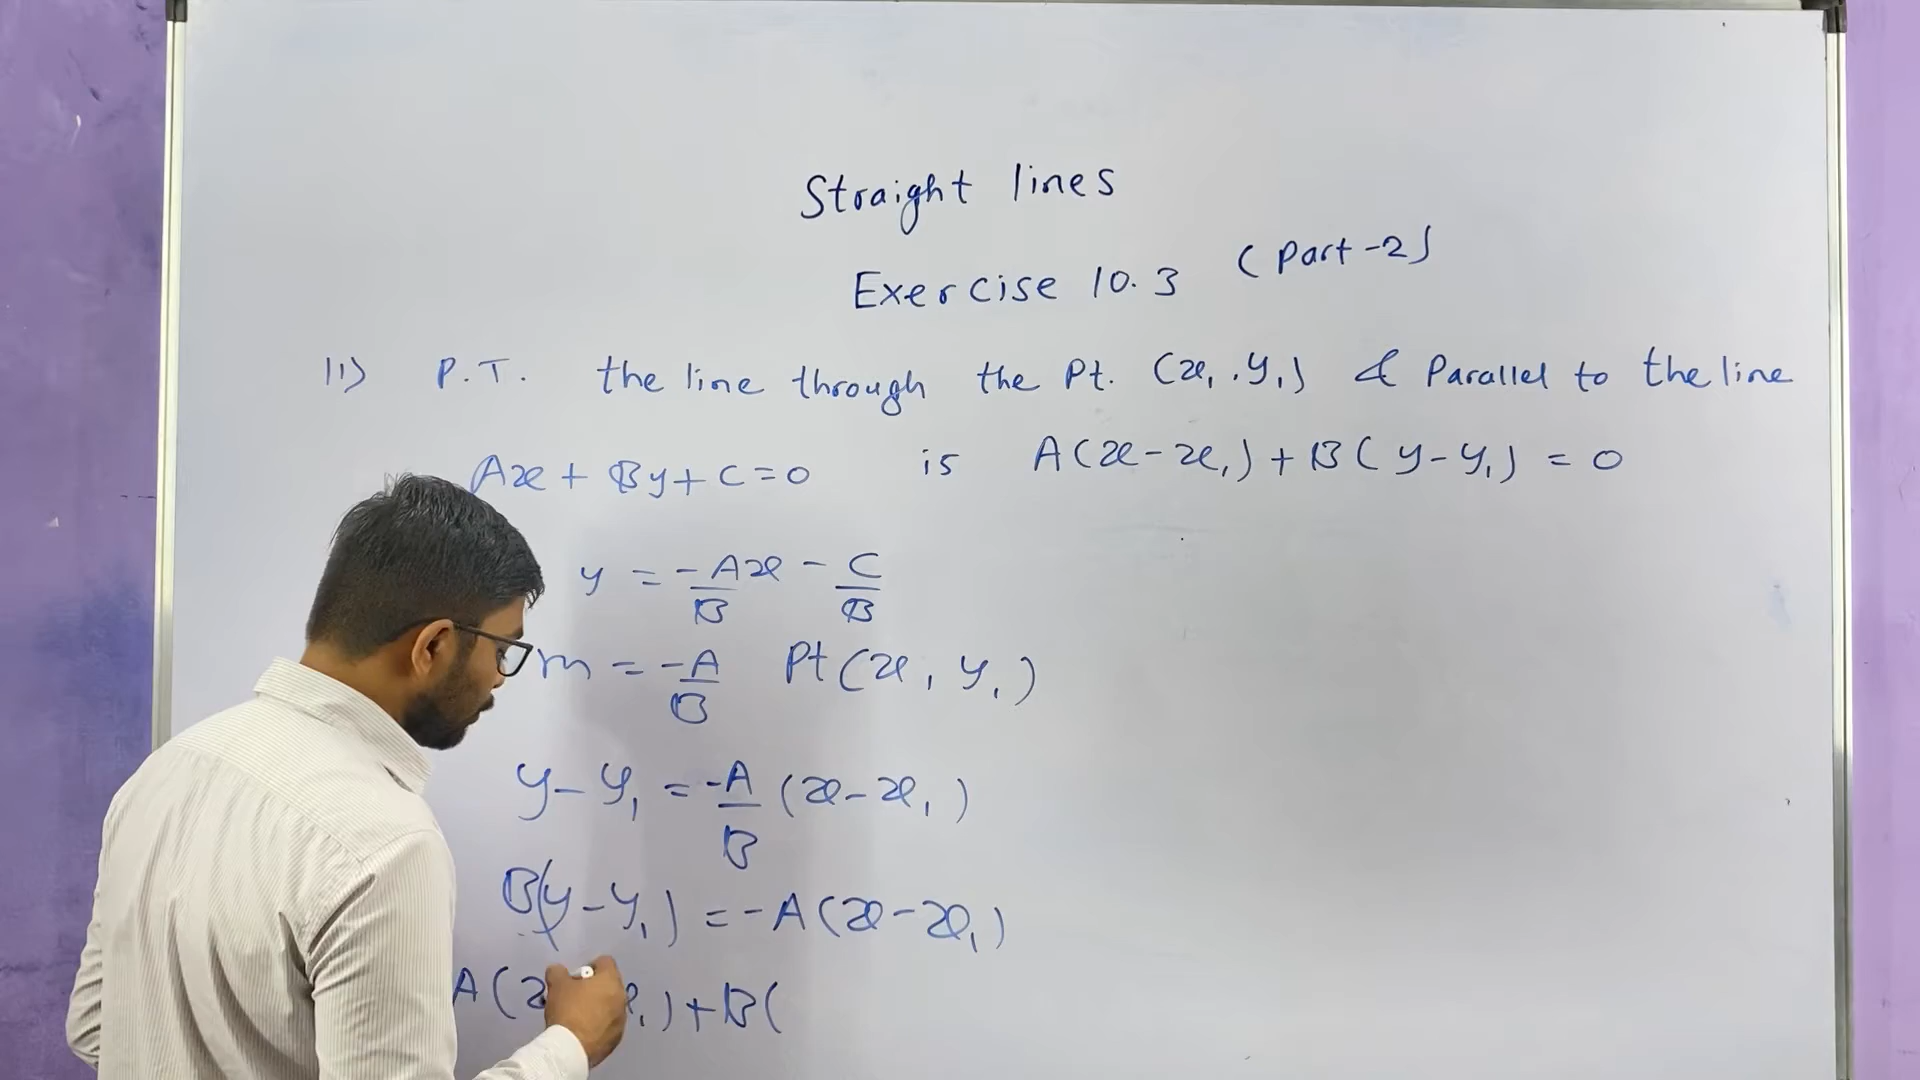 Straight lines
Exercise 10.3 (Part-2)
11) P.T. the line through the Pt. (x₁, y₁) & Parallel to the line
Ax + By + C = 0 is A(x - x₁) + B(y - y₁) = 0
y = -Ax/B - C/B
m = -A/B Pt(x, y₁)
y - y₁ = -A/B (x - x₁)
B(y - y₁) = -A(x - x₁)
A(x ₁) + B(